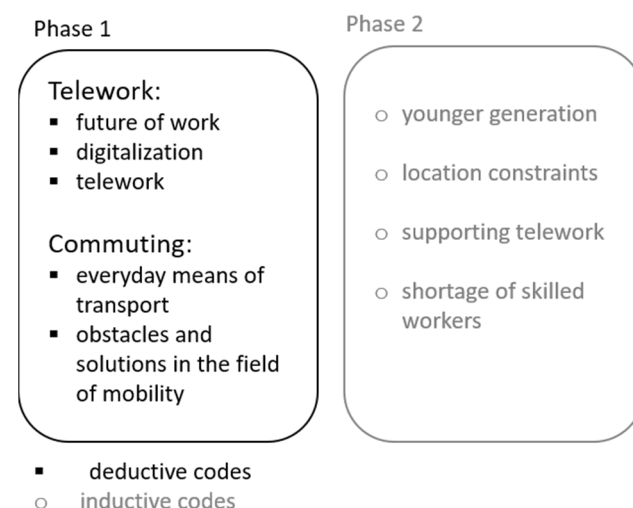 Phase 1
Telework:
▪ future of work
▪ digitalization
▪ telework
Commuting:
▪ everyday means of
transport
▪ obstacles and
solutions in the field
of mobility
Phase 2
○ younger generation
○ location constraints
○ supporting telework
○ shortage of skilled
workers
▪ deductive codes
○ inductive codes